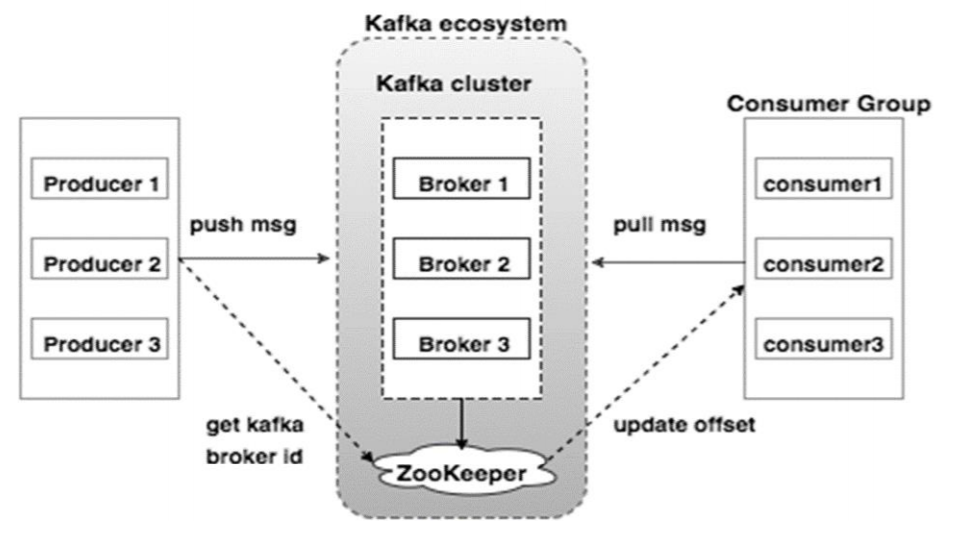 Kafka ecosystem
Kafka cluster
Consumer Group
Producer 1
Producer 2
Producer 3
push msg
Broker 1
Broker 2
Broker 3
pull msg
consumer1
consumer2
consumer3
get kafka
broker id
update offset
ZooKeeper